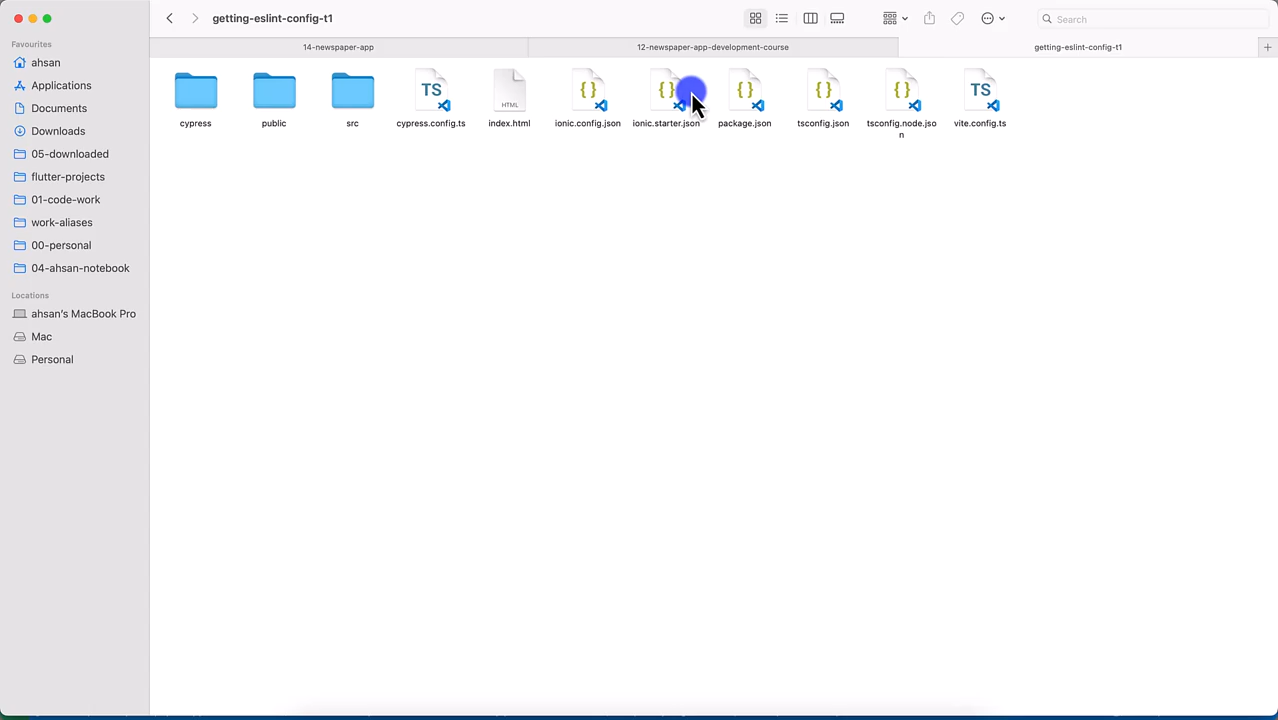 getting-eslint-config-t1
Search
14-newspaper-app
12-newspaper-app-development-course
getting-eslint-config-t1
Favourites
ahsan
Applications
Documents
Downloads
05-downloaded
flutter-projects
01-code-work
work-aliases
00-personal
04-ahsan-notebook
Locations
ahsan's MacBook Pro
Mac
Personal
TS
HTML
{ }
{ }
{ }
{ }
{ }
TS
cypress
public
src
cypress.config.ts
index.html
ionic.config.json
ionic.starter.json
package.json
tsconfig.json
tsconfig.node.jso
n
vite.config.ts